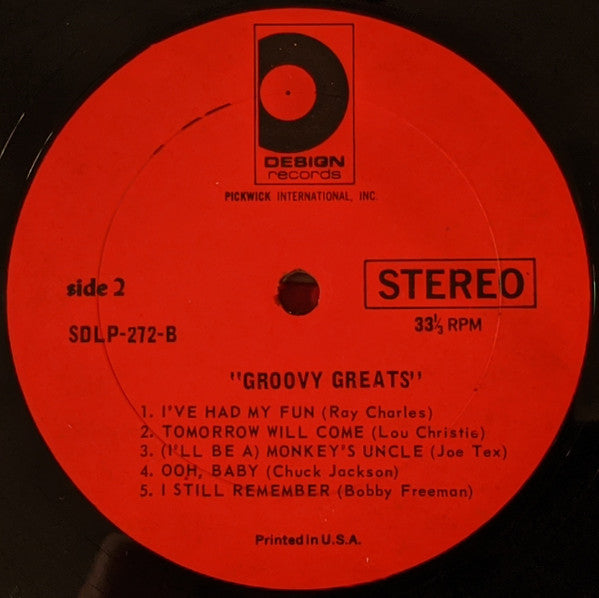 DESIGN
records
PICKWICK INTERNATIONAL, INC.
side 2
STEREO
SDLP-272-B
33⅓ RPM
"GROOVY GREATS"
1. I'VE HAD MY FUN (Ray Charles)
2. TOMORROW WILL COME (Lou Christie)
3. (I'LL BE A) MONKEY'S UNCLE (Joe Tex)
4. OOH, BABY (Chuck Jackson)
5. I STILL REMEMBER (Bobby Freeman)
Printed in U.S.A.